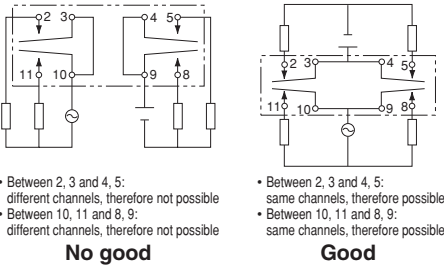 2 3 4 5
11 10 9 8
2 3 4 5
11 10 9 8
• Between 2, 3 and 4, 5:
different channels, therefore not possible
• Between 10, 11 and 8, 9:
different channels, therefore not possible
No good
• Between 2, 3 and 4, 5:
same channels, therefore possible
• Between 10, 11 and 8, 9:
same channels, therefore possible
Good